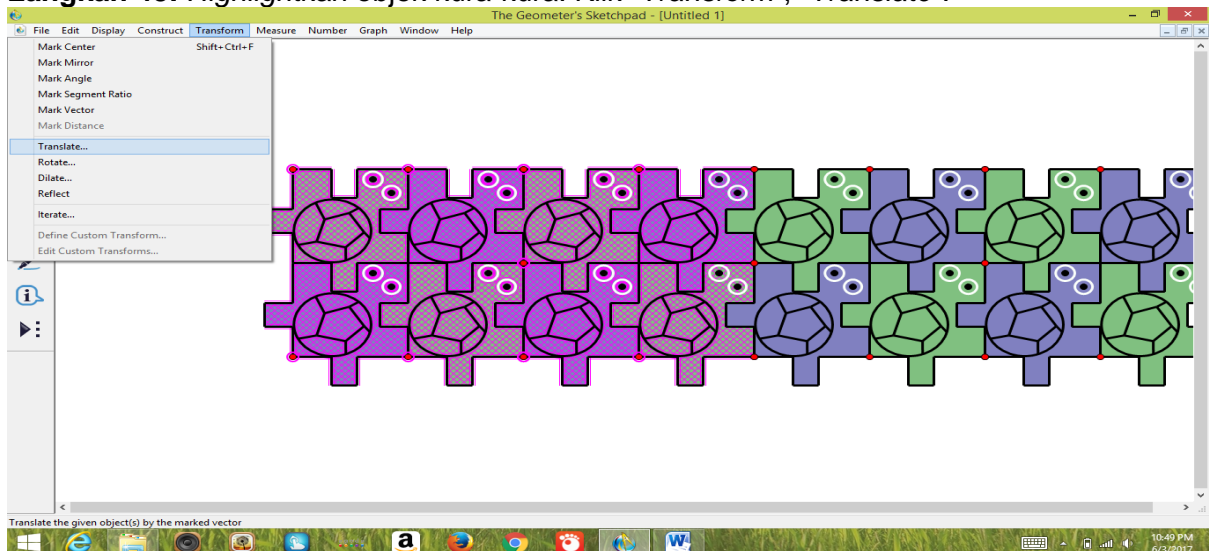 The Geometer's Sketchpad - [Untitled 1]
File Edit Display Construct Transform Measure Number Graph Window Help
Mark Center Shift+Ctrl+F
Mark Mirror
Mark Angle
Mark Segment Ratio
Mark Vector
Mark Distance
Translate...
Rotate...
Dilate...
Reflect
Iterate...
Define Custom Transform...
Edit Custom Transforms...
Translate the given object(s) by the marked vector
10:49 PM
6/3/2017